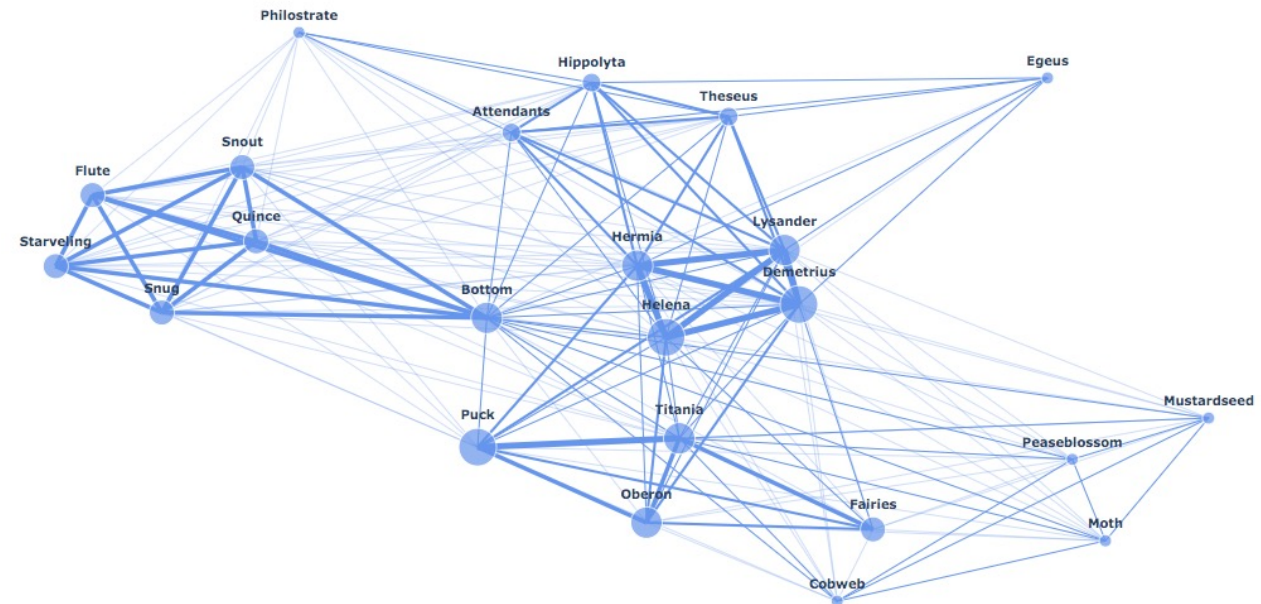 Philostrate
Hippolyta
Egeus
Theseus
Attendants
Snout
Flute
Quince
Lysander
Hermia
Starveling
Demetrius
Snug
Bottom
Helena
Mustardseed
Titania
Puck
Peaseblossom
Oberon
Fairies
Moth
Cobweb